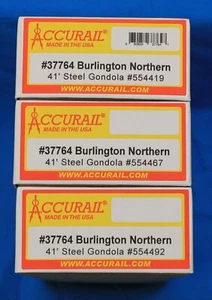 ACCURAIL®
MADE IN THE USA
#37764 Burlington Northern
41' Steel Gondola #554419
WWW.ACCURAIL.COM
ACCURAIL®
MADE IN THE USA
#37764 Burlington Northern
41' Steel Gondola #554467
WWW.ACCURAIL.COM
ACCURAIL®
MADE IN THE USA
#37764 Burlington Northern
41' Steel Gondola #554492
WWW.ACCURAIL.COM